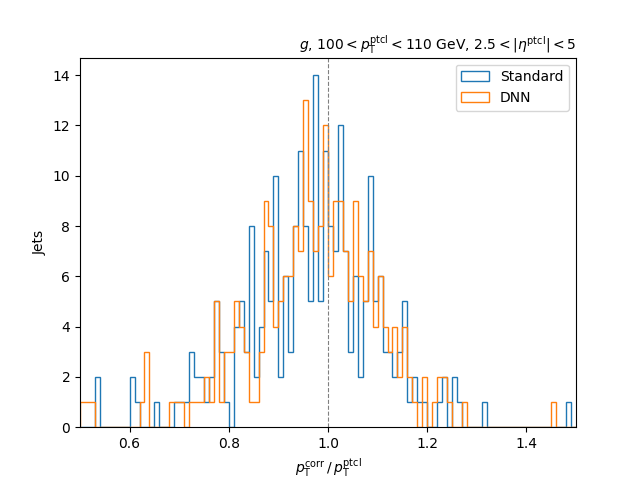 g, 100 < p_T^ptcl < 110 GeV, 2.5 < |η^ptcl| < 5
Standard
DNN
Jets
14
12
10
8
6
4
2
0
0.6 0.8 1.0 1.2 1.4
p_T^corr / p_T^ptcl